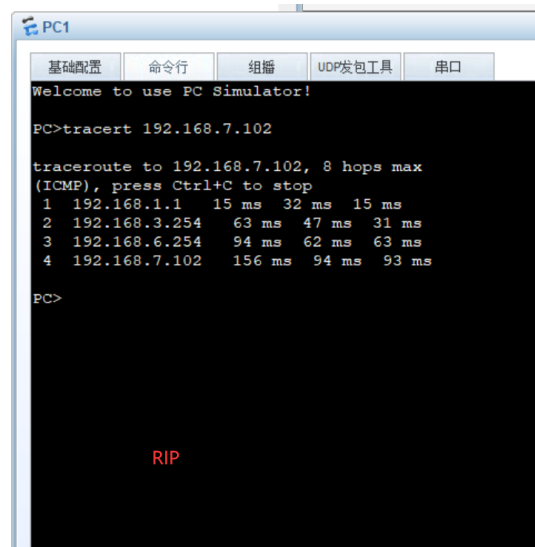 PC1
基础配置 命令行 组播 UDP发包工具 串口
Welcome to use PC Simulator!
PC>tracert 192.168.7.102
traceroute to 192.168.7.102, 8 hops max
(ICMP), press Ctrl+C to stop
1 192.168.1.1 15 ms 32 ms 15 ms
2 192.168.3.254 63 ms 47 ms 31 ms
3 192.168.6.254 94 ms 62 ms 63 ms
4 192.168.7.102 156 ms 94 ms 93 ms
PC>
RIP